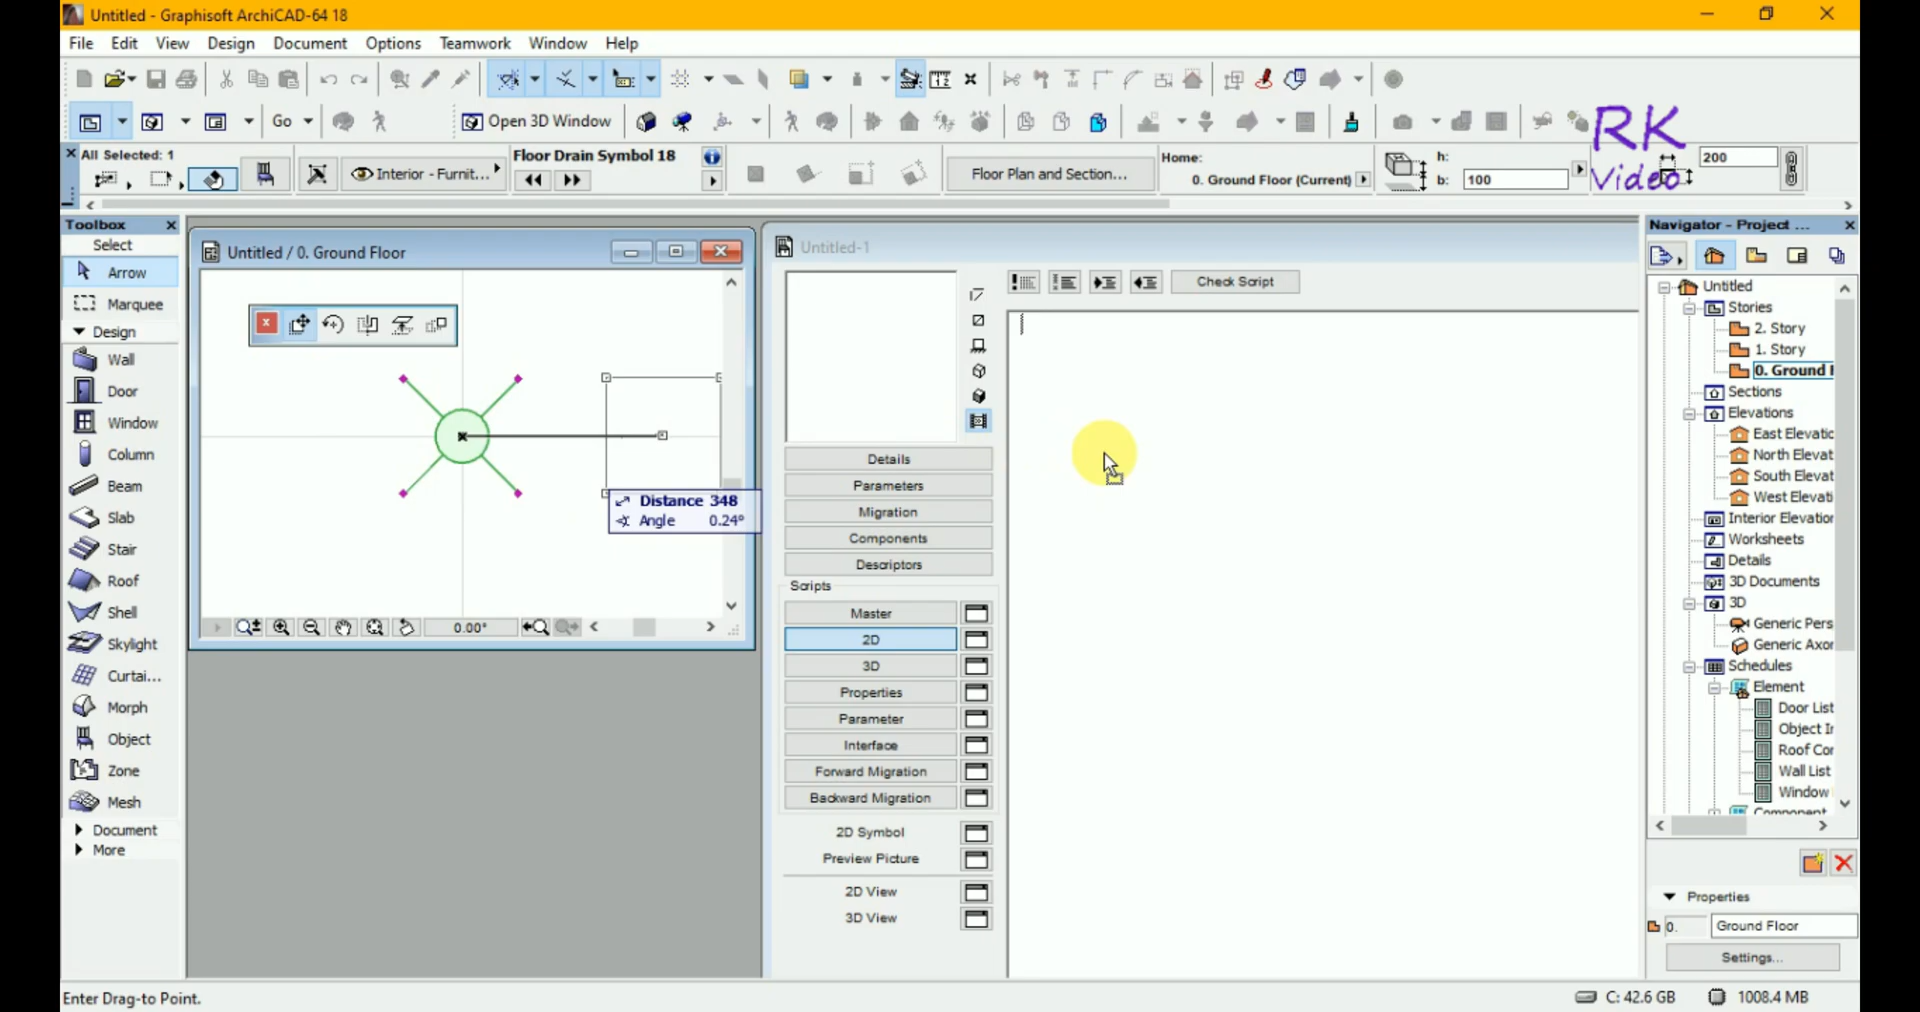 Untitled - Graphisoft ArchiCAD-64 18
File Edit View Design Document Options Teamwork Window Help
Go
Open 3D Window
RK
Video
All Selected: 1
Interior - Furnit...
Floor Drain Symbol 18
Floor Plan and Section...
Home:
0. Ground Floor (Current)
h:
b: 100
200
Toolbox
Select
Arrow
Marquee
Design
Wall
Door
Window
Column
Beam
Slab
Stair
Roof
Shell
Skylight
Curtai...
Morph
Object
Zone
Mesh
Document
More
Untitled / 0. Ground Floor
Distance 348
Angle 0.24°
0.00°
Untitled-1
Check Script
Details
Parameters
Migration
Components
Descriptors
Scripts
Master
2D
3D
Properties
Parameter
Interface
Forward Migration
Backward Migration
2D Symbol
Preview Picture
2D View
3D View
Navigator - Project ...
Untitled
Stories
2. Story
1. Story
0. Ground F
Sections
Elevations
East Elevatic
North Elevat
South Elevat
West Elevati
Interior Elevatior
Worksheets
Details
3D Documents
3D
Generic Pers
Generic Axor
Schedules
Element
Door List
Object Ir
Roof Cor
Wall List
Window
Component
Properties
0. Ground Floor
Settings...
Enter Drag-to Point.
C: 42.6 GB
1008.4 MB